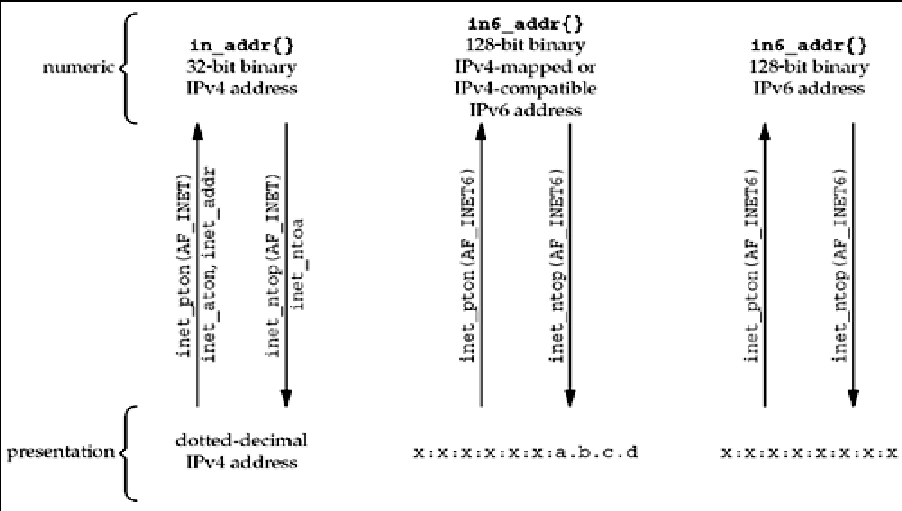 numeric
in_addr{}
32-bit binary
IPv4 address
in6_addr{}
128-bit binary
IPv4-mapped or
IPv4-compatible
IPv6 address
in6_addr{}
128-bit binary
IPv6 address
inet_pton(AF_INET)
inet_aton,inet_addr
inet_ntop(AF_INET)
inet_ntoa
inet_pton(AF_INET6)
inet_ntop(AF_INET6)
inet_pton(AF_INET6)
inet_ntop(AF_INET6)
presentation
dotted-decimal
IPv4 address
x:x:x:x:x:x:a.b.c.d
x:x:x:x:x:x:x:x